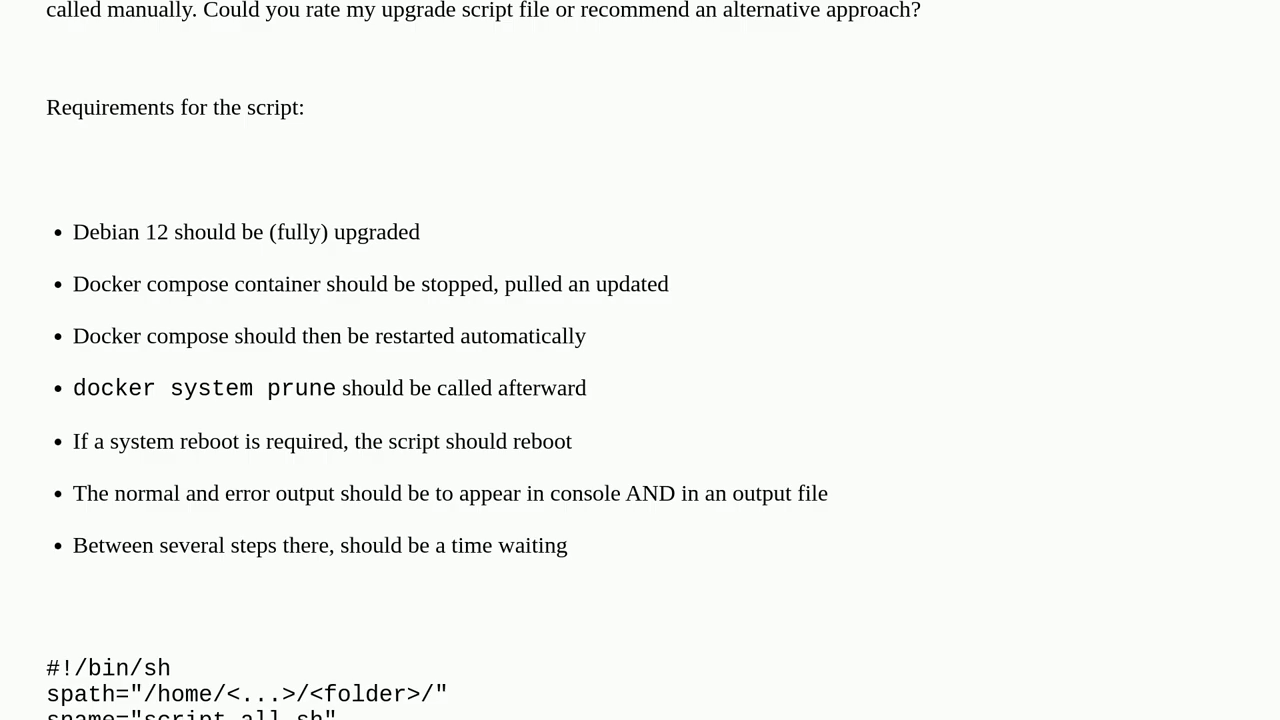 called manually. Could you rate my upgrade script file or recommend an alternative approach?
Requirements for the script:
• Debian 12 should be (fully) upgraded
• Docker compose container should be stopped, pulled an updated
• Docker compose should then be restarted automatically
• docker system prune should be called afterward
• If a system reboot is required, the script should reboot
• The normal and error output should be to appear in console AND in an output file
• Between several steps there, should be a time waiting
#!/bin/sh
spath="/home/<...>/<folder>/"
sname="script_all.sh"